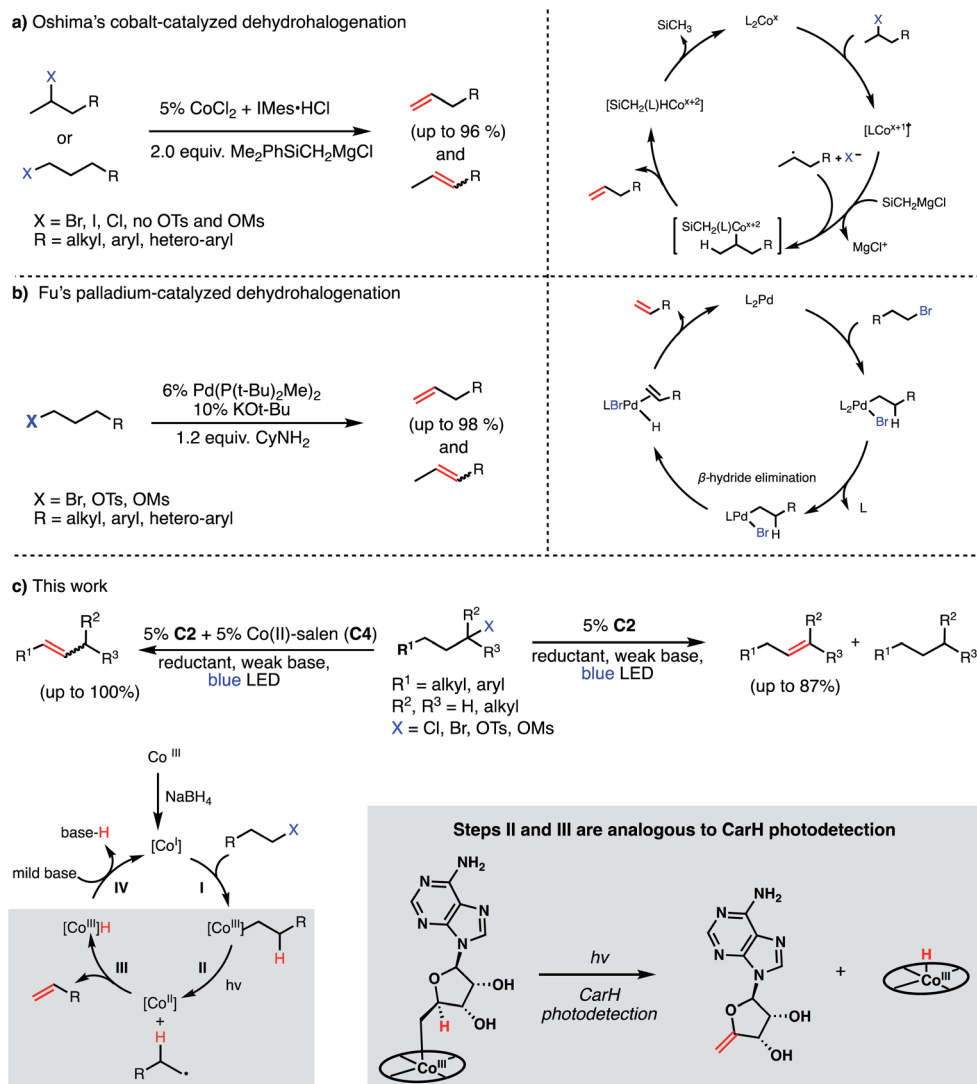 a) Oshima's cobalt-catalyzed dehydrohalogenation
X
R
or
X
R
5% CoCl2 + IMes•HCl
2.0 equiv. Me2PhSiCH2MgCl
R
(up to 96 %)
and
R
X = Br, I, Cl, no OTs and OMs
R = alkyl, aryl, hetero-aryl
L2Co^x
X
R
[LCo^x+1]†
R + X−
SiCH2MgCl
MgCl+
SiCH2(L)Co^x+2
H
R
R
[SiCH2(L)HCo^x+2]
SiCH3
b) Fu's palladium-catalyzed dehydrohalogenation
X
R
6% Pd(P(t-Bu)2Me)2
10% KOt-Bu
1.2 equiv. CyNH2
R
(up to 98 %)
and
R
X = Br, OTs, OMs
R = alkyl, aryl, hetero-aryl
L2Pd
R
Br
L2Pd
R
Br
H
L
β-hydride elimination
LPd
R
Br
H
LBrPd
R
H
R
c) This work
R1
R2
R3
(up to 100%)
5% C2 + 5% Co(II)-salen (C4)
reductant, weak base,
blue LED
R1
R2
X
R3
R1 = alkyl, aryl
R2, R3 = H, alkyl
X = Cl, Br, OTs, OMs
5% C2
reductant, weak base,
blue LED
R1
R2
R3
(up to 87%)
+
R1
R2
R3
Co III
NaBH4
[CoI]
R
X
I
[CoIII]
R
H
II
hν
[CoII]
+
H
R
III
R
[CoIII]H
IV
mild base
base-H
Steps II and III are analogous to CarH photodetection
NH2
N
N
N
N
O
OH
OH
H
CoIII
hν
CarH
photodetection
NH2
N
N
N
N
O
OH
OH
+
H
CoIII